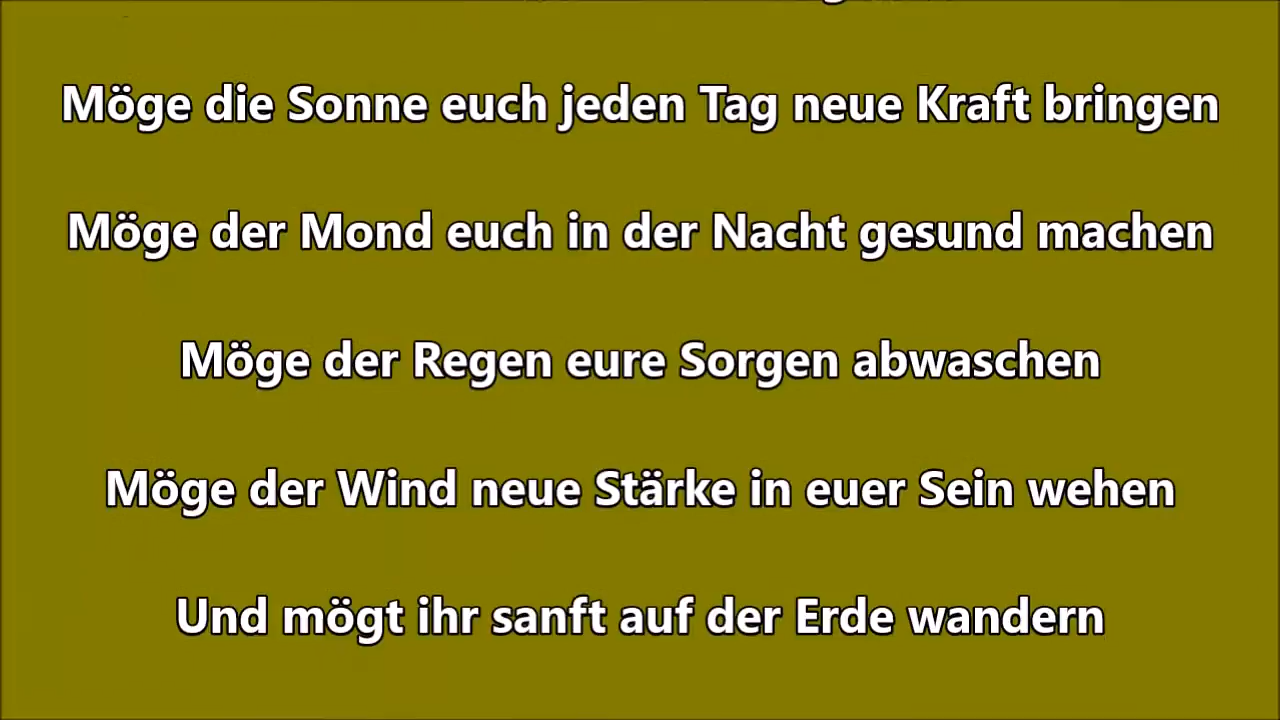 Möge die Sonne euch jeden Tag neue Kraft bringen
Möge der Mond euch in der Nacht gesund machen
Möge der Regen eure Sorgen abwaschen
Möge der Wind neue Stärke in euer Sein wehen
Und mögt ihr sanft auf der Erde wandern